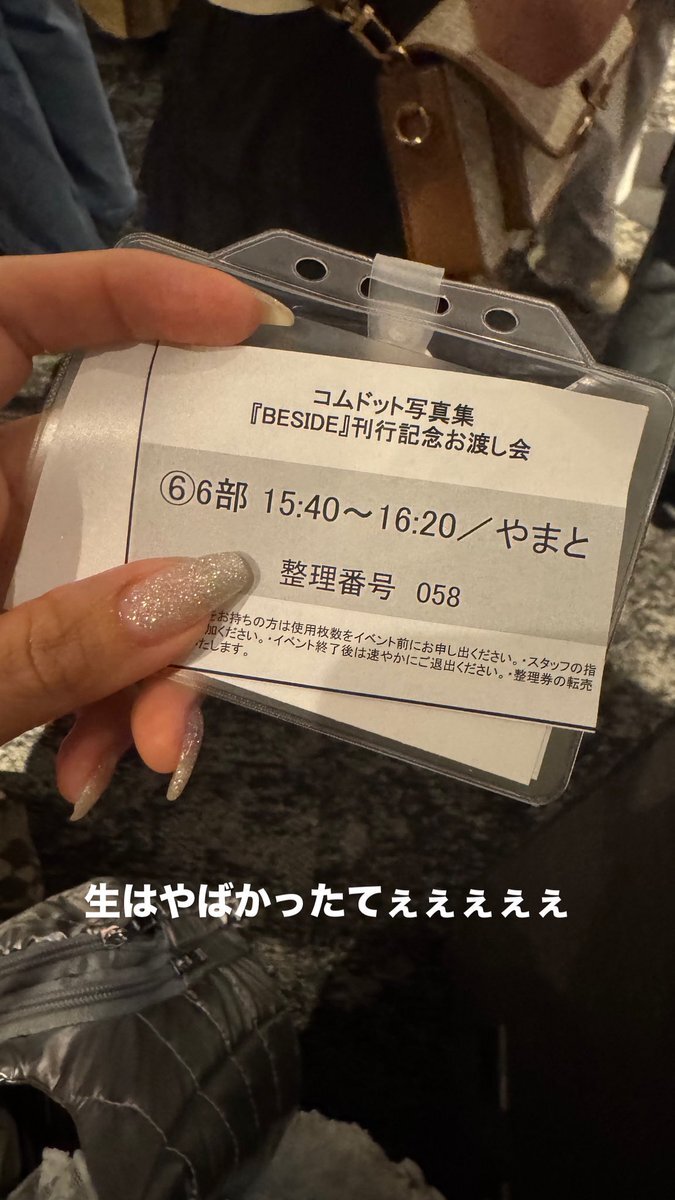 コムドット写真集
『BESIDE』刊行記念お渡し会
⑥6部 15:40～16:20／やまと
整理番号 058
をお持ちの方は使用枚数をイベント前にお申し出ください。・スタッフの指
加ください。・イベント終了後は速やかにご退出ください。・整理券の転売
いたします。
生はやばかったてぇぇぇぇぇ